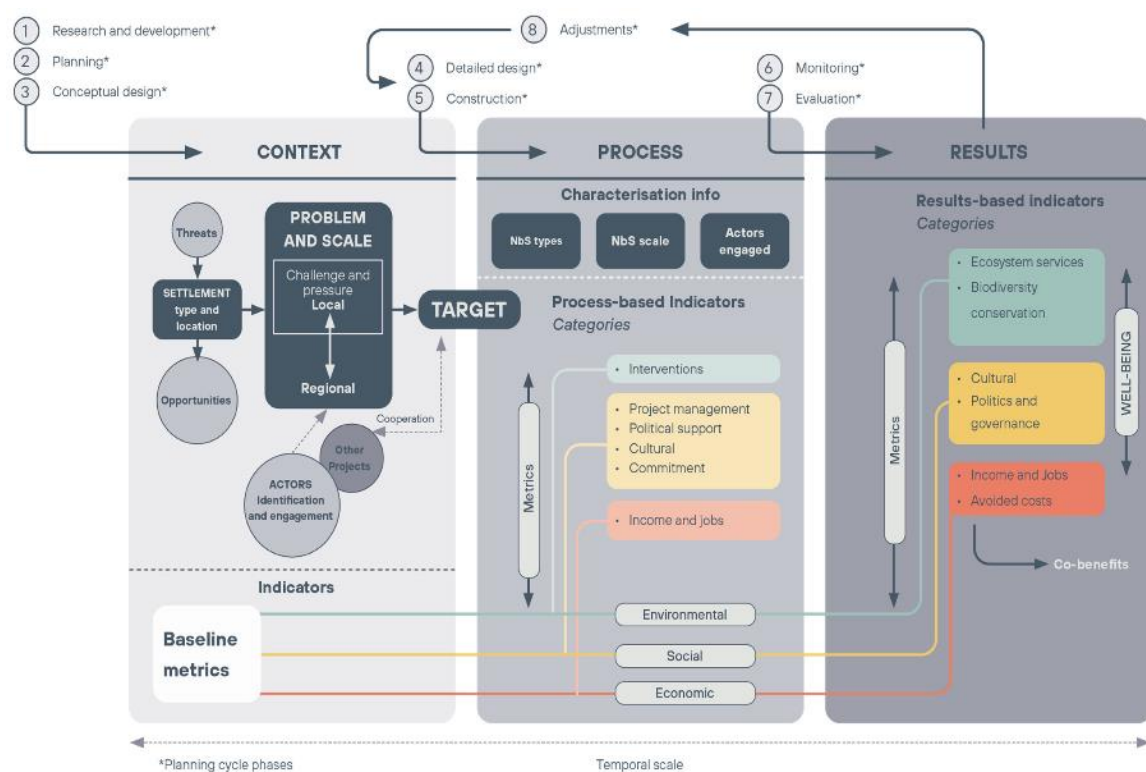 1 Research and development*
2 Planning*
3 Conceptual design*
8 Adjustments*
4 Detailed design*
5 Construction*
6 Monitoring*
7 Evaluation*
CONTEXT
Threats
SETTLEMENT
type and
location
Opportunities
PROBLEM
AND SCALE
Challenge and
pressure
Local
Regional
TARGET
Cooperation
Other
Projects
ACTORS
Identification
and engagement
Indicators
Baseline
metrics
PROCESS
Characterisation info
NbS types
NbS scale
Actors
engaged
Process-based Indicators
Categories
Metrics
• Interventions
• Project management
• Political support
• Cultural
• Commitment
• Income and jobs
Environmental
Social
Economic
RESULTS
Results-based indicators
Categories
Metrics
• Ecosystem services
• Biodiversity
conservation
• Cultural
• Politics and
governance
• Income and Jobs
• Avoided costs
WELL-BEING
Co-benefits
*Planning cycle phases
Temporal scale